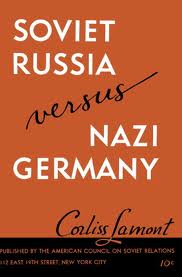 SOVIET
RUSSIA
versus
NAZI
GERMANY
Corliss Lamont
PUBLISHED BY THE AMERICAN COUNCIL ON SOVIET RELATIONS
112 EAST 19TH STREET, NEW YORK CITY 10¢